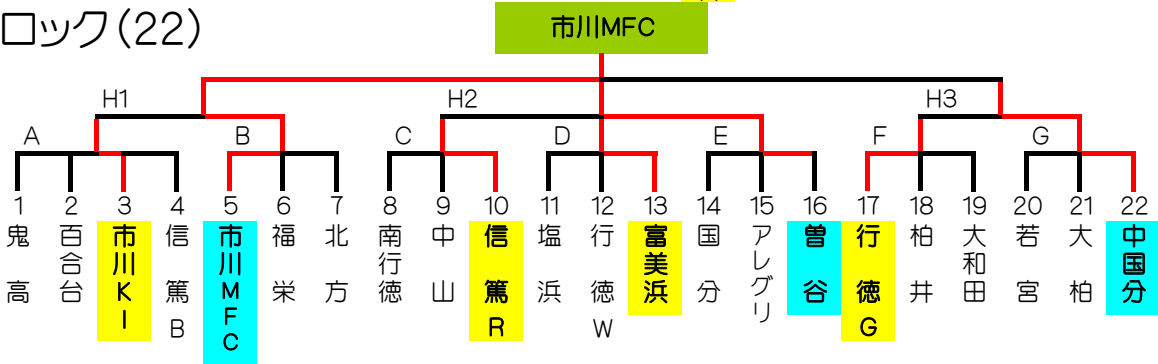 市川MFC
ロック(22)
H1 H2 H3
A B C D E F G
1 2 3 4 5 6 7 8 9 10 11 12 13 14 15 16 17 18 19 20 21 22
鬼高
百合台
市川KI
信篤B
市川MFC
福栄
北方
南行徳
中山
信篤R
塩浜
行徳W
富美浜
国分
アレグリ
曽谷
行徳G
柏井
大和田
若宮
大柏
中国分